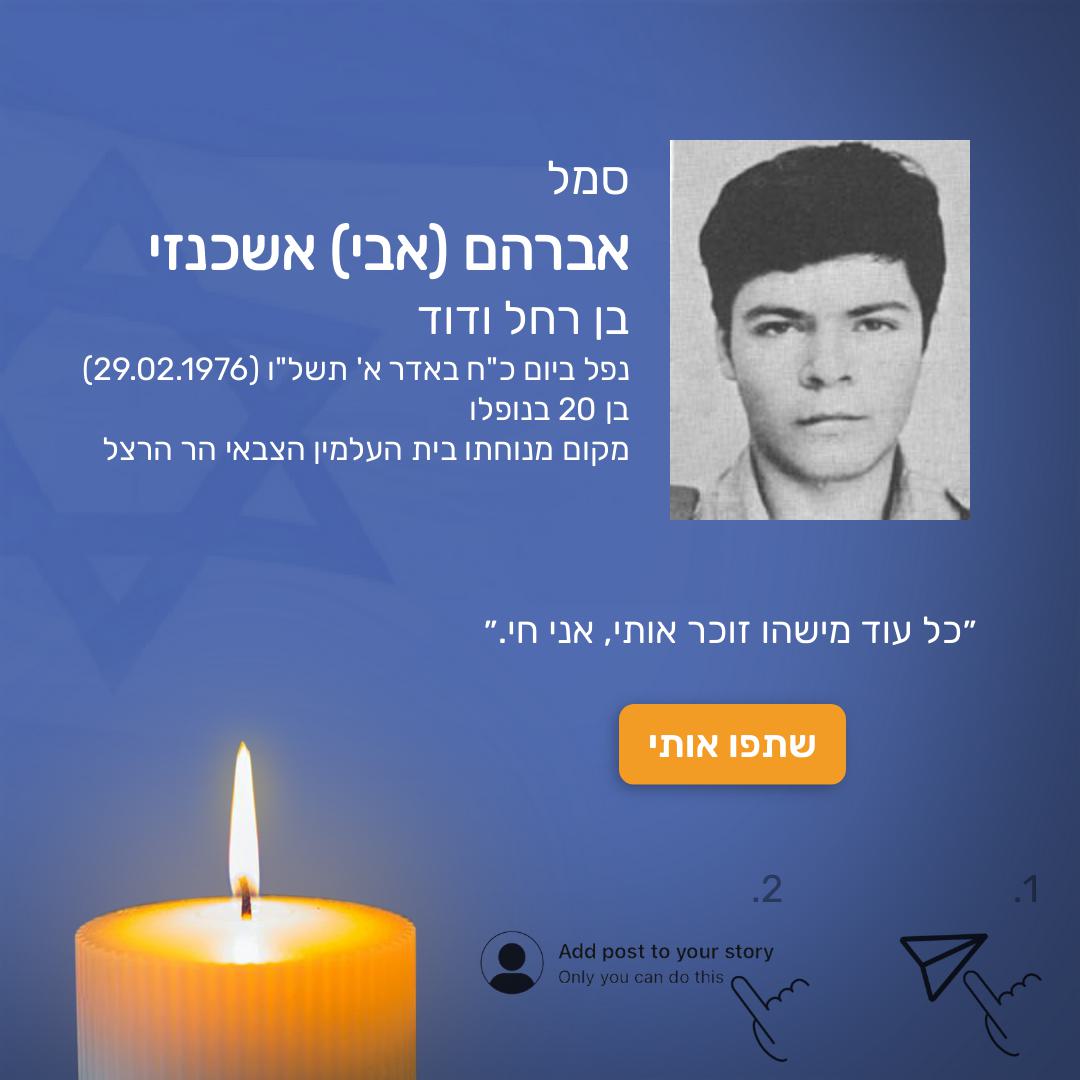 סמל
אברהם (אבי) אשכנזי
בן רחל ודוד
נפל ביום כ"ח באדר א' תשל"ו (29.02.1976)
בן 20 בנופלו
מקום מנוחתו בית העלמין הצבאי הר הרצל
״כל עוד מישהו זוכר אותי, אני חי.״
שתפו אותי
.1
.2
Add post to your story
Only you can do this